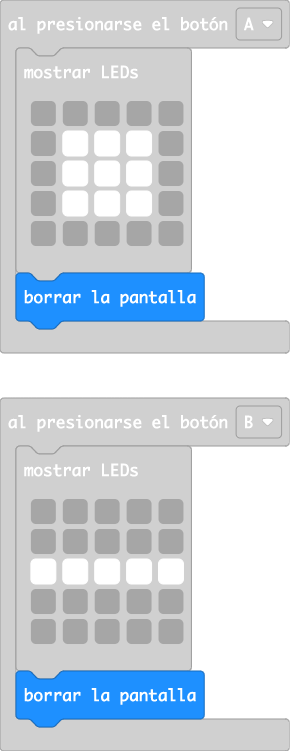 al presionarse el botón A
mostrar LEDs
borrar la pantalla
al presionarse el botón B
mostrar LEDs
borrar la pantalla